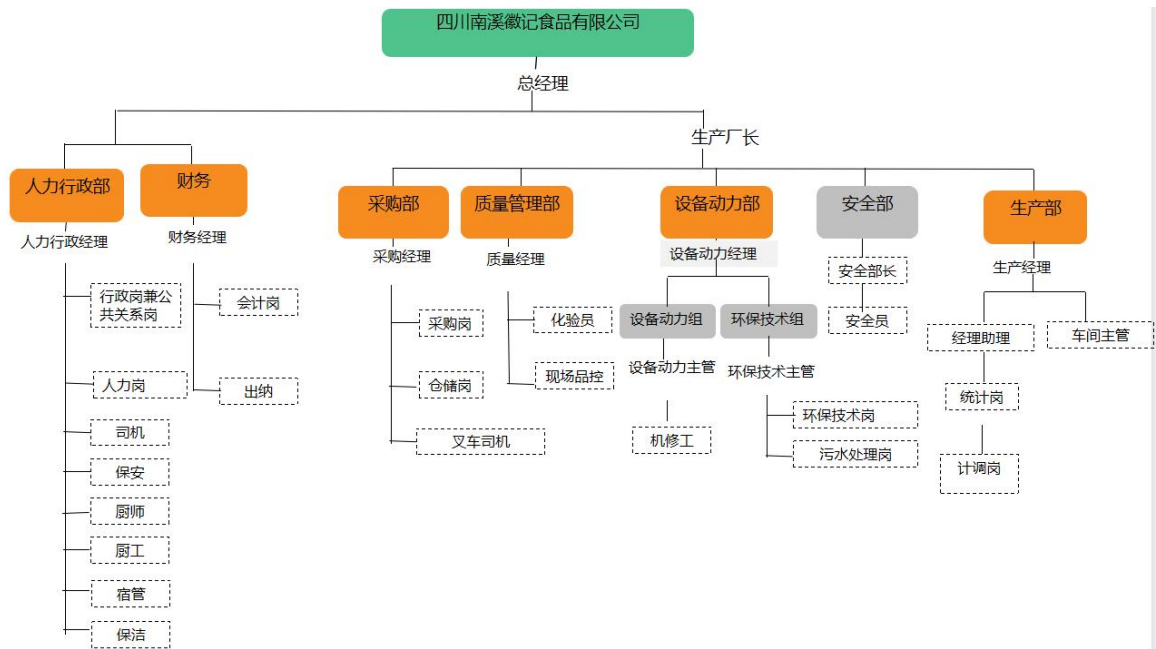 四川南溪徽记食品有限公司
总经理
生产厂长
人力行政部
财务
采购部
质量管理部
设备动力部
安全部
生产部
人力行政经理
财务经理
采购经理
质量经理
设备动力经理
安全部长
生产经理
行政岗兼公
共关系岗
会计岗
采购岗
化验员
设备动力组
环保技术组
安全员
经理助理
车间主管
人力岗
出纳
仓储岗
现场品控
设备动力主管
环保技术主管
统计岗
司机
叉车司机
机修工
环保技术岗
污水处理岗
计调岗
保安
厨师
厨工
宿管
保洁